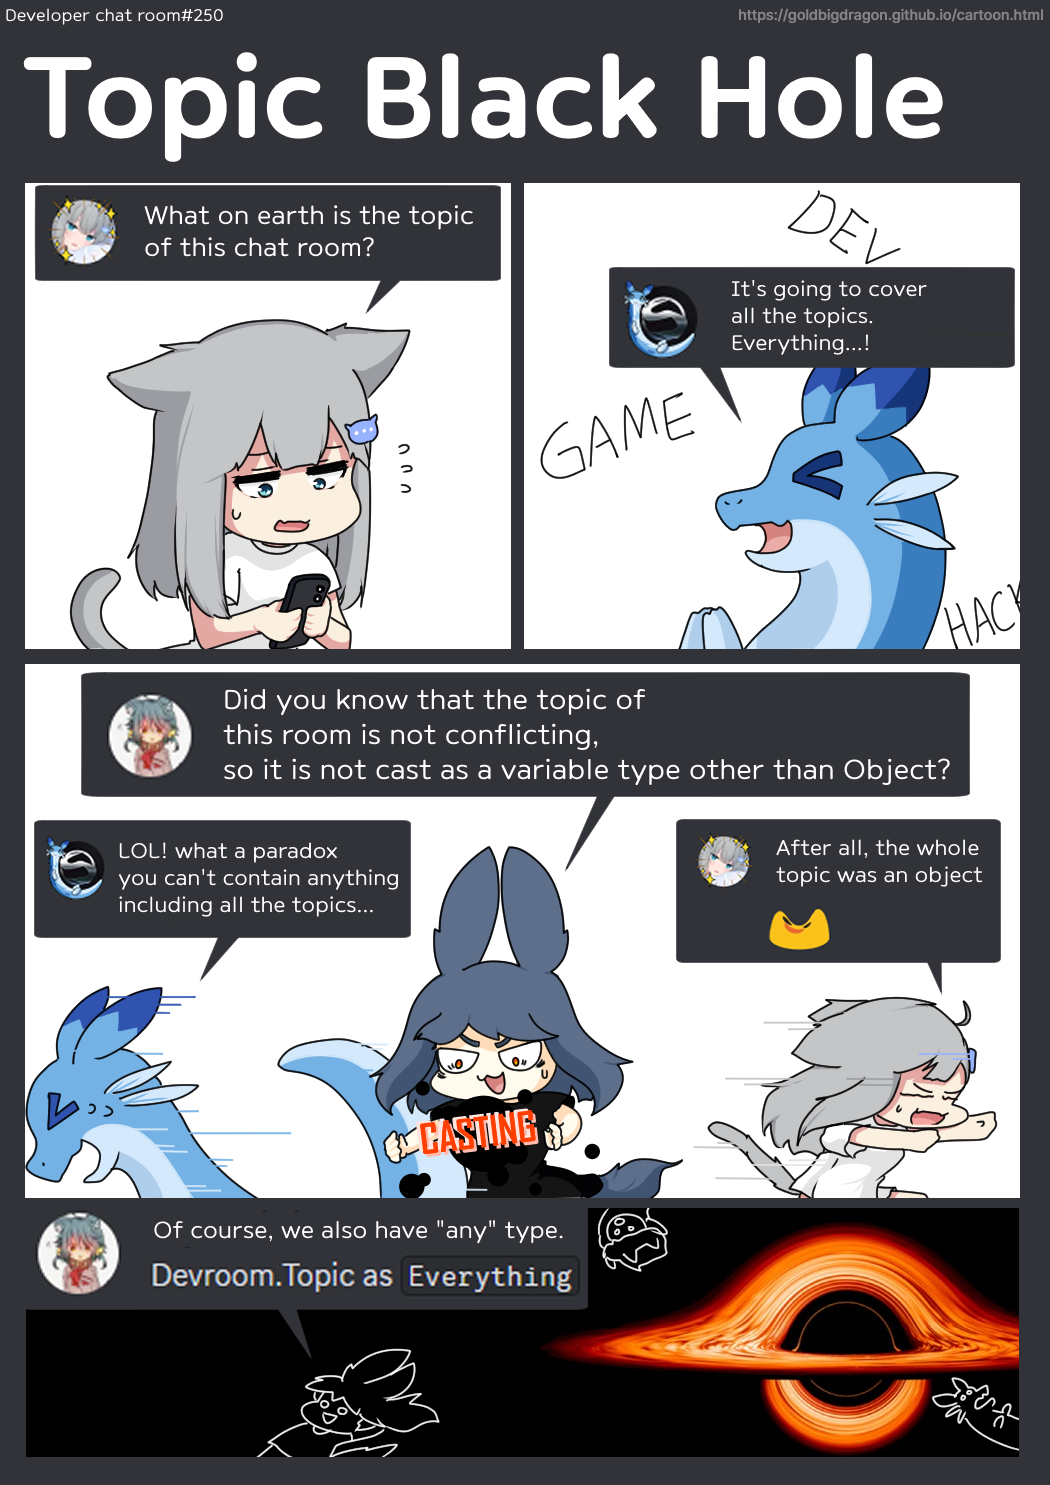 Developer chat room#250
https://goldbigdragon.github.io/cartoon.html
Topic Black Hole
What on earth is the topic
of this chat room?
DEV
It's going to cover
all the topics.
Everything...!
GAME
HACK
Did you know that the topic of
this room is not conflicting,
so it is not cast as a variable type other than Object?
LOL! what a paradox
you can't contain anything
including all the topics...
After all, the whole
topic was an object
CASTING
Of course, we also have "any" type.
Devroom.Topic as Everything